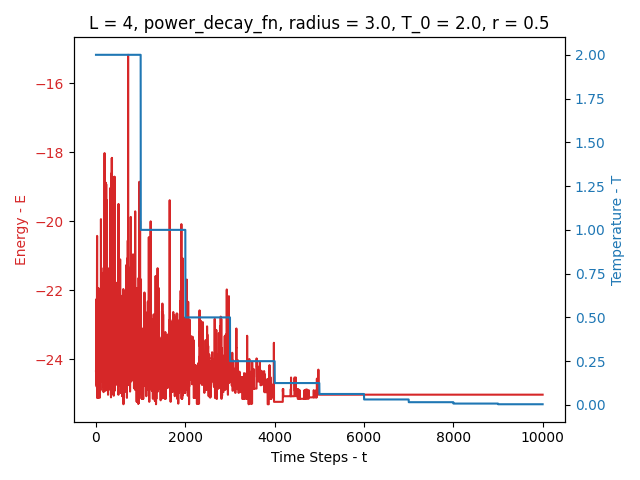 L = 4, power_decay_fn, radius = 3.0, T_0 = 2.0, r = 0.5
−16
−18
−20
−22
−24
Energy - E
2.00
1.75
1.50
1.25
1.00
0.75
0.50
0.25
0.00
Temperature - T
0 2000 4000 6000 8000 10000
Time Steps - t